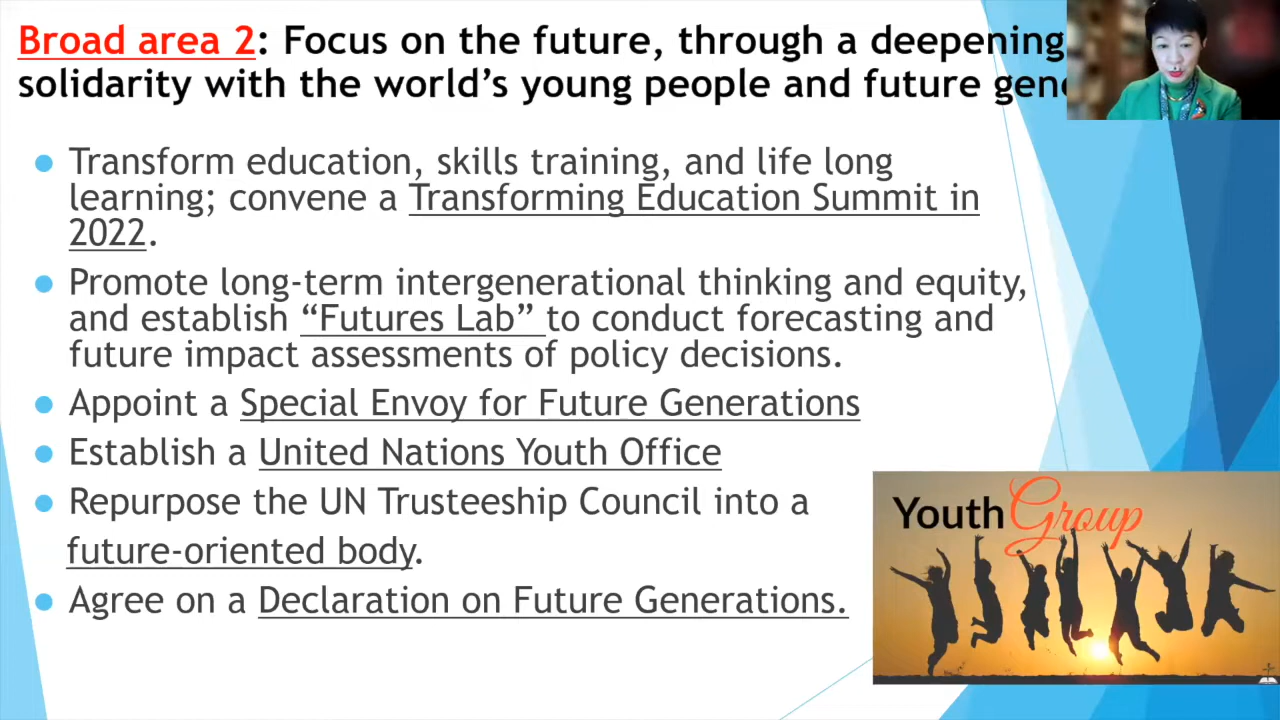 Broad area 2: Focus on the future, through a deepening
solidarity with the world’s young people and future
Transform education, skills training, and life long
learning; convene a Transforming Education Summit in
2022.
Promote long-term intergenerational thinking and equity,
and establish “Futures Lab” to conduct forecasting and
future impact assessments of policy decisions.
Appoint a Special Envoy for Future Generations
Establish a United Nations Youth Office
Repurpose the UN Trusteeship Council into a
future-oriented body.
Agree on a Declaration on Future Generations.
Youth Group